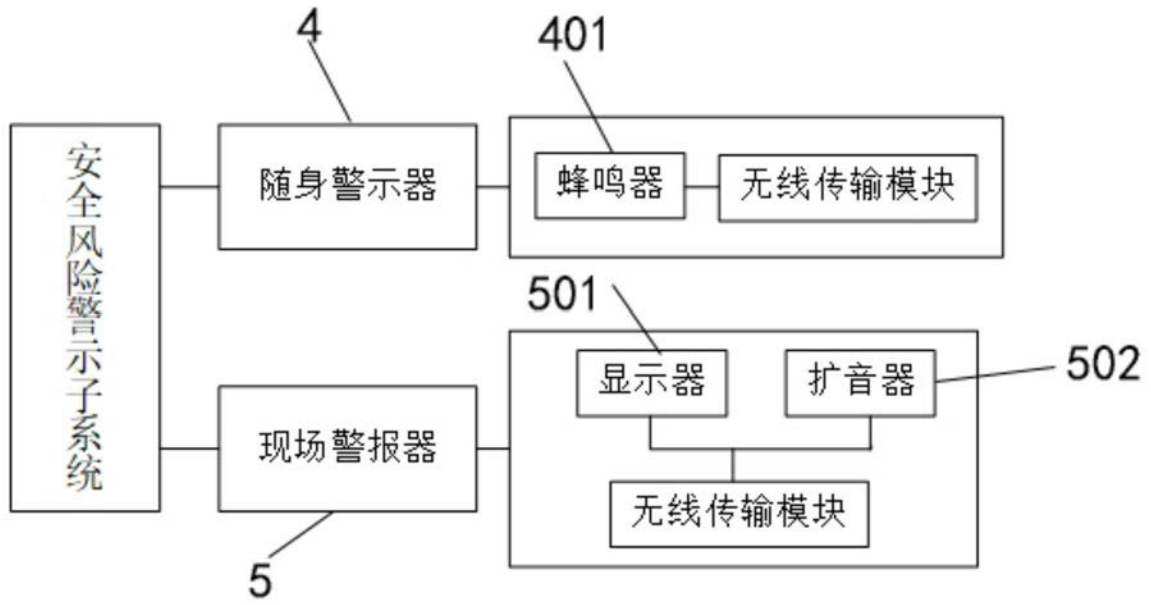 4
401
安全风险警示子系统
随身警示器
蜂鸣器
无线传输模块
501
显示器
扩音器
502
现场警报器
无线传输模块
5